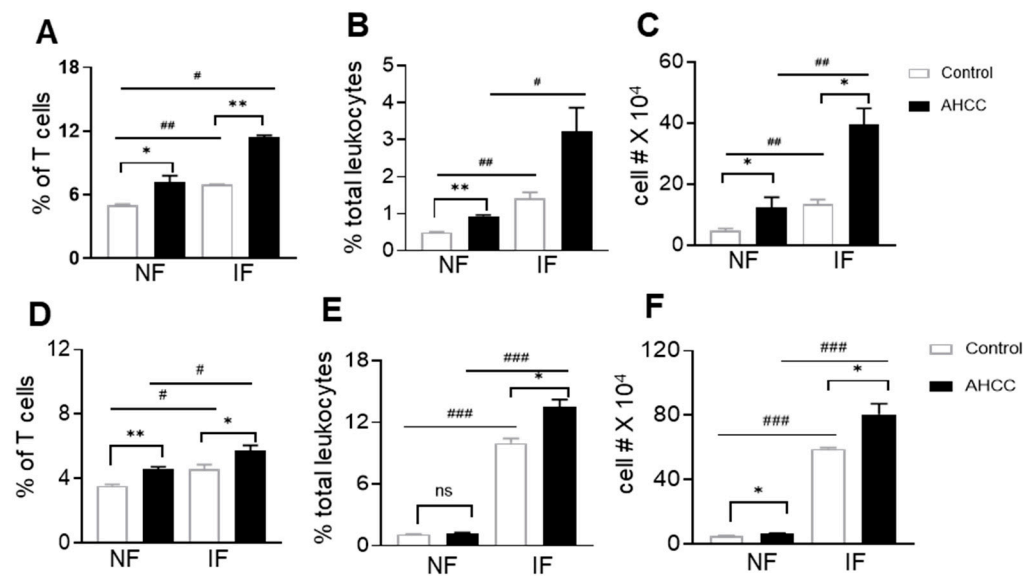 A
% of T cells
18
12
6
0
#
##
**
*
NF IF
B
% total leukocytes
5
4
3
2
1
0
#
##
**
NF IF
C
cell # X 10⁴
60
40
20
0
##
*
##
*
NF IF
Control
AHCC
D
% of T cells
12
8
4
0
#
#
**
*
NF IF
E
% total leukocytes
18
12
6
0
###
*
###
ns
NF IF
F
cell # X 10⁴
120
80
40
0
###
*
###
*
NF IF
Control
AHCC